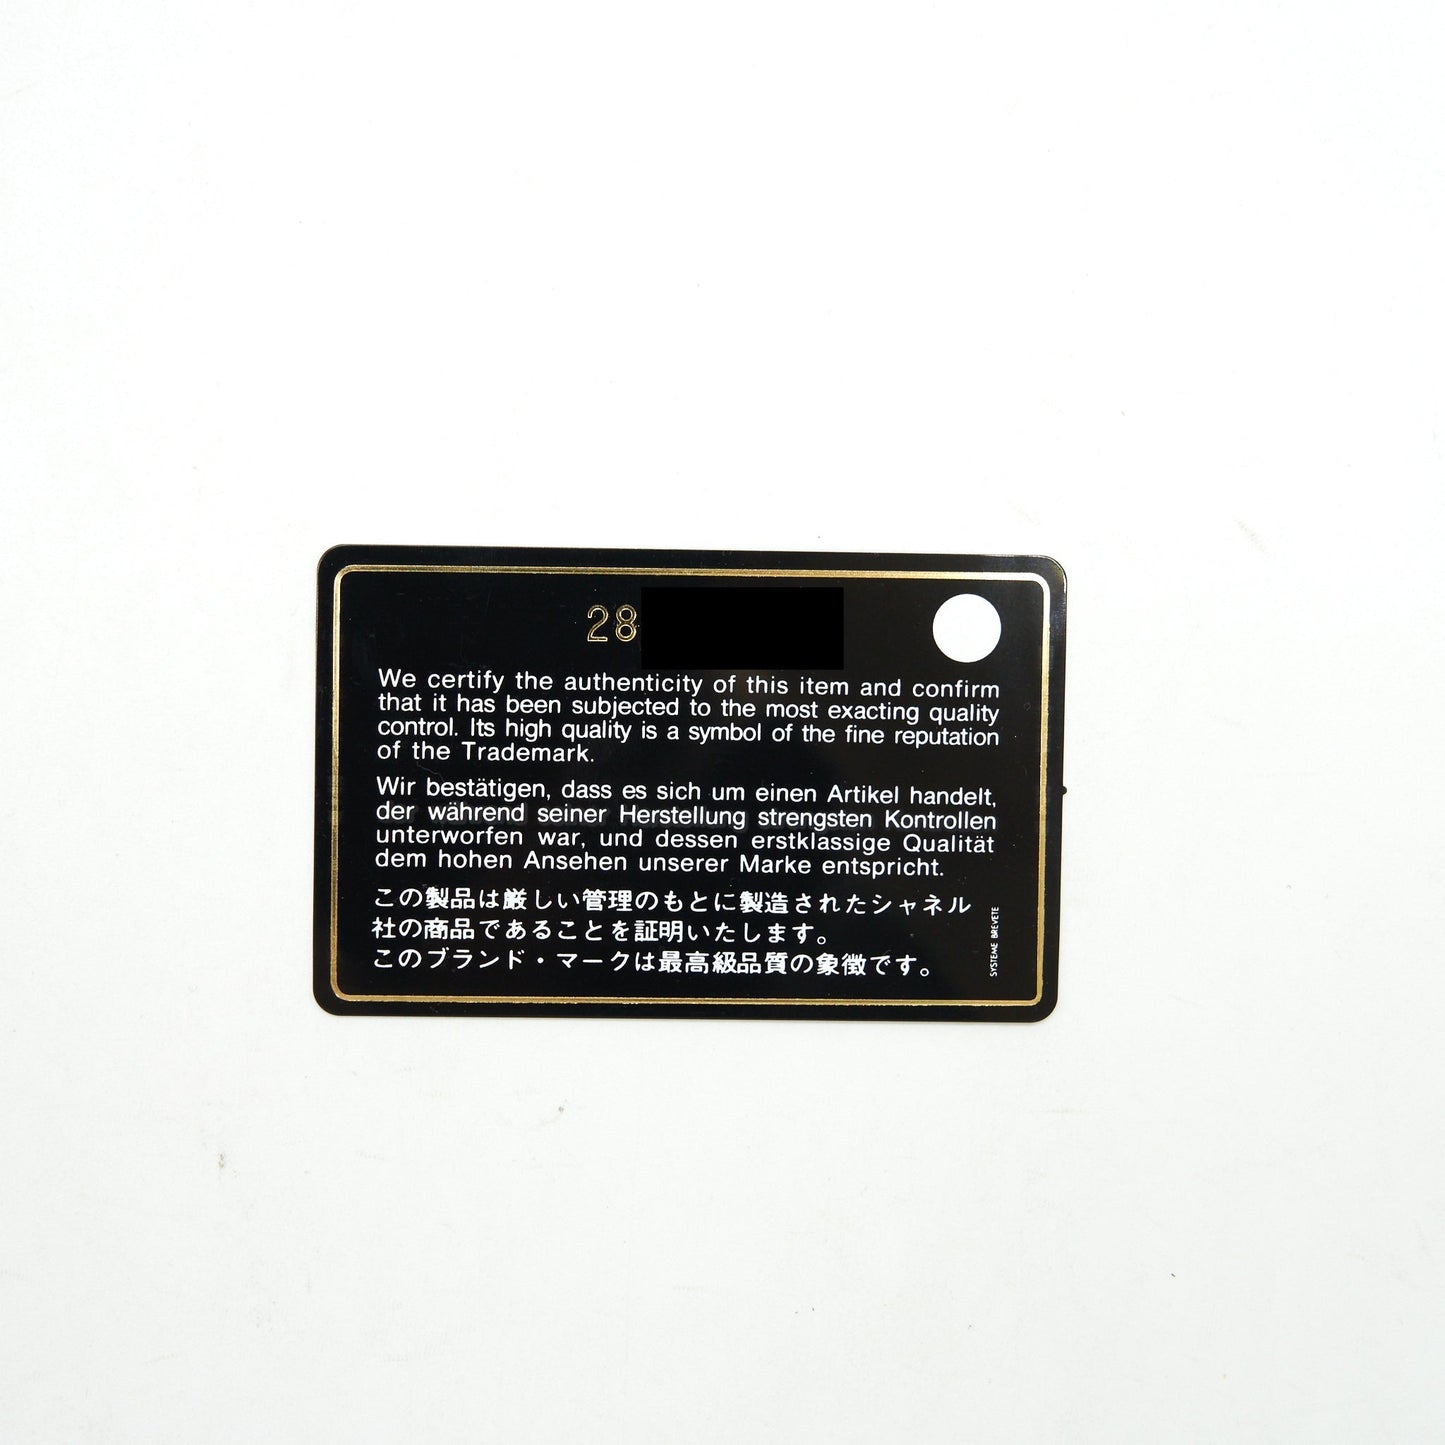 28
We certify the authenticity of this item and confirm
that it has been subjected to the most exacting quality
control. Its high quality is a symbol of the fine reputation
of the Trademark.
Wir bestätigen, dass es sich um einen Artikel handelt,
der während seiner Herstellung strengsten Kontrollen
unterworfen war, und dessen erstklassige Qualität
dem hohen Ansehen unserer Marke entspricht.
この製品は厳しい管理のもとに製造されたシャネル
社の商品であることを証明いたします。
このブランド・マークは最高級品質の象徴です。
SYSTEME BREVETE